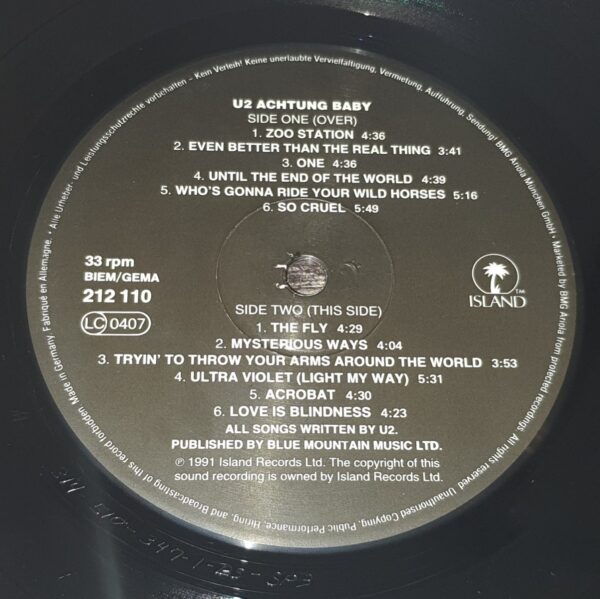 U2 ACHTUNG BABY
SIDE ONE (OVER)
1. ZOO STATION 4:36
2. EVEN BETTER THAN THE REAL THING 3:41
3. ONE 4:36
4. UNTIL THE END OF THE WORLD 4:39
5. WHO'S GONNA RIDE YOUR WILD HORSES 5:16
6. SO CRUEL 5:49
33 rpm
BIEM/GEMA
212 110
LC 0407
ISLAND
TM
SIDE TWO (THIS SIDE)
1. THE FLY 4:29
2. MYSTERIOUS WAYS 4:04
3. TRYIN' TO THROW YOUR ARMS AROUND THE WORLD 3:53
4. ULTRA VIOLET (LIGHT MY WAY) 5:31
5. ACROBAT 4:30
6. LOVE IS BLINDNESS 4:23
ALL SONGS WRITTEN BY U2.
PUBLISHED BY BLUE MOUNTAIN MUSIC LTD.
℗ 1991 Island Records Ltd. The copyright of this
sound recording is owned by Island Records Ltd.
Made in Germany. Fabriqué en Allemagne. • Alle Urheber- und Leistungsschutzrechte vorbehalten – Kein Verleih! Keine unerlaubte Vervielfältigung, Vermietung, Aufführung, Sendung! BMG Ariola München GmbH • Marketed by BMG Ariola from protected recordings. All rights reserved. Unauthorised Copying, Public Performance, Hiring, and Broadcasting of this record forbidden